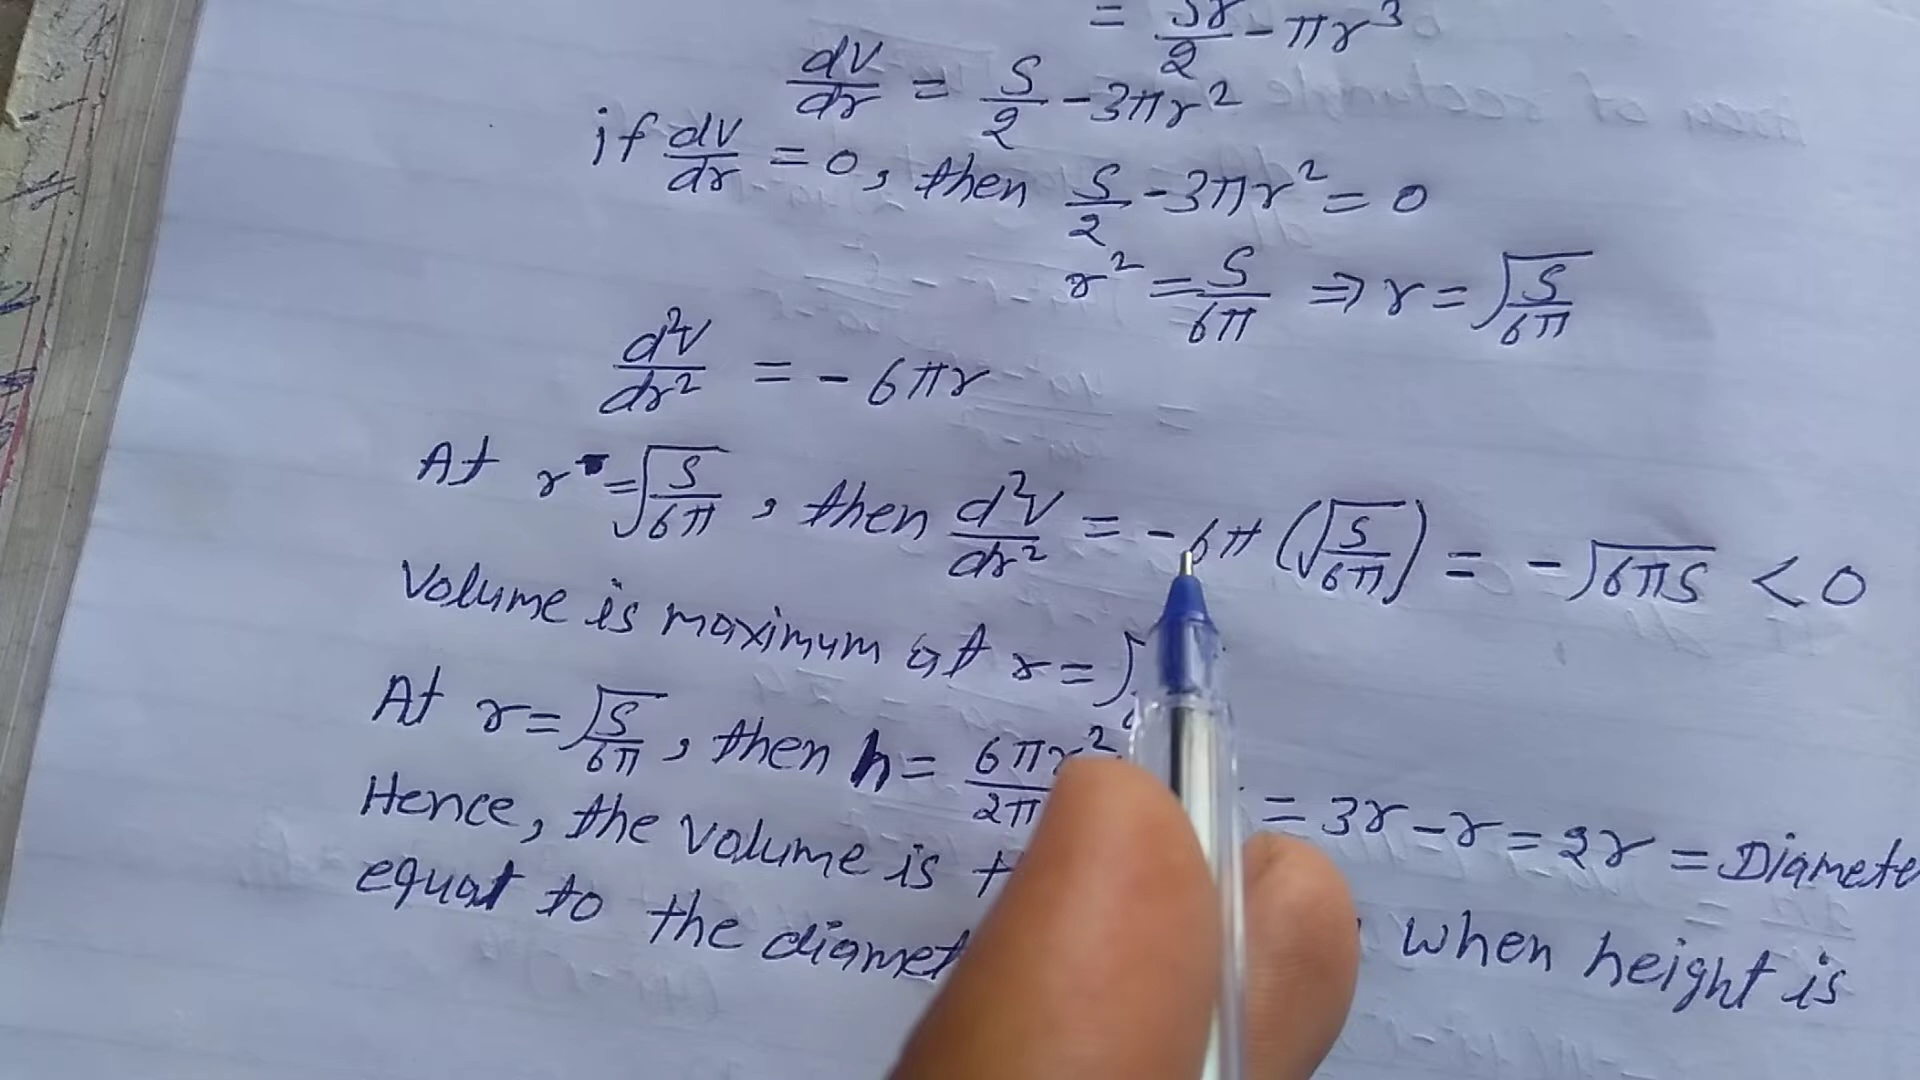 = Sr/2 - πr³
dV/dr = S/2 - 3πr²
if dV/dr = 0, then S/2 - 3πr² = 0
r² = S/6π ⇒ r = √(S/6π)
d²V/dr² = - 6πr
At r = √(S/6π), then d²V/dr² = -6π (√(S/6π)) = - √(6πS) < 0
Volume is maximum at r = √
At r = √(S/6π), then h = 6πr²/2π = 3r - r = 2r = Diamete
Hence, the volume is when height is
equal to the diamet